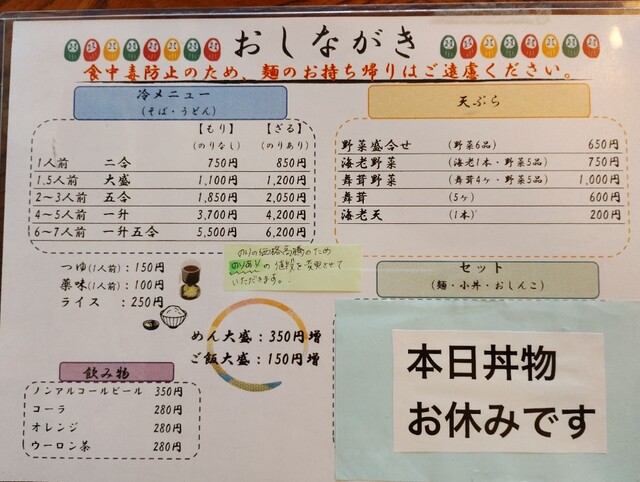 おしながき
食中毒防止のため、麺のお持ち帰りはご遠慮ください。
冷メニュー
(そば・うどん)
【もり】 【ざる】
(のりなし) (のりあり)
1人前 二合 750円 850円
1.5人前 大盛 1,100円 1,200円
2～3人前 五合 1,850円 2,050円
4～5人前 一升 3,700円 4,200円
6～7人前 一升五合 5,500円 6,200円
つゆ(1人前):150円
薬味(1人前):100円
ライス :250円
のりの価格高騰のため
のりありの値段を変更させて
いただきます。
めん大盛:350円増
ご飯大盛:150円増
飲み物
ノンアルコールビール 350円
コーラ 280円
オレンジ 280円
ウーロン茶 280円
天ぷら
野菜盛合せ (野菜6品) 650円
海老野菜 (海老1本・野菜5品) 750円
舞茸野菜 (舞茸4ヶ・野菜5品) 1,000円
舞茸 (5ヶ) 600円
海老天 (1本) 200円
セット
(麺・小丼・おしんこ)
本日丼物
お休みです